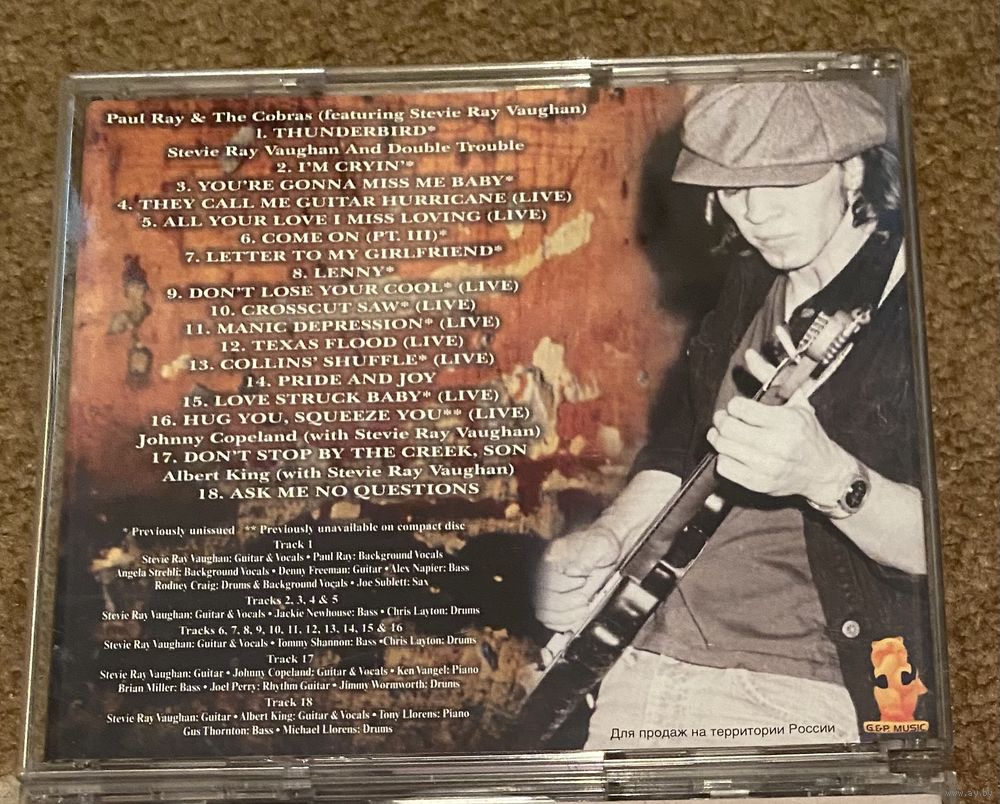 Paul Ray & The Cobras (featuring Stevie Ray Vaughan)
1. THUNDERBIRD*
Stevie Ray Vaughan And Double Trouble
2. I'M CRYIN'*
3. YOU'RE GONNA MISS ME BABY*
4. THEY CALL ME GUITAR HURRICANE (LIVE)
5. ALL YOUR LOVE I MISS LOVING (LIVE)
6. COME ON (PT. III)*
7. LETTER TO MY GIRLFRIEND*
8. LENNY*
9. DON'T LOSE YOUR COOL* (LIVE)
10. CROSSCUT SAW* (LIVE)
11. MANIC DEPRESSION* (LIVE)
12. TEXAS FLOOD (LIVE)
13. COLLINS' SHUFFLE* (LIVE)
14. PRIDE AND JOY
15. LOVE STRUCK BABY* (LIVE)
16. HUG YOU, SQUEEZE YOU** (LIVE)
Johnny Copeland (with Stevie Ray Vaughan)
17. DON'T STOP BY THE CREEK, SON
Albert King (with Stevie Ray Vaughan)
18. ASK ME NO QUESTIONS
* Previously unissued ** Previously unavailable on compact disc
Track 1
Stevie Ray Vaughan: Guitar & Vocals • Paul Ray: Background Vocals
Angela Strehli: Background Vocals • Denny Freeman: Guitar • Alex Napier: Bass
Rodney Craig: Drums & Background Vocals • Joe Sublett: Sax
Tracks 2, 3, 4 & 5
Stevie Ray Vaughan: Guitar & Vocals • Jackie Newhouse: Bass • Chris Layton: Drums
Tracks 6, 7, 8, 9, 10, 11, 12, 13, 14, 15 & 16
Stevie Ray Vaughan: Guitar & Vocals • Tommy Shannon: Bass •Chris Layton: Drums
Track 17
Stevie Ray Vaughan: Guitar • Johnny Copeland: Guitar & Vocals • Ken Vangel: Piano
Brian Miller: Bass • Joel Perry: Rhythm Guitar • Jimmy Wormworth: Drums
Track 18
Stevie Ray Vaughan: Guitar • Albert King: Guitar & Vocals • Tony Llorens: Piano
Gus Thornton: Bass • Michael Llorens: Drums
Для продаж на территории России
G&P MUSIC
www.ay.by